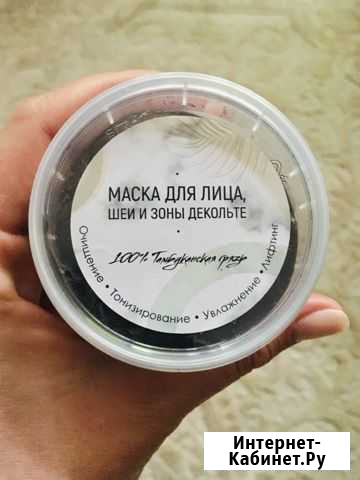 МАСКА ДЛЯ ЛИЦА,
ШЕИ И ЗОНЫ ДЕКОЛЬТЕ
100% Тамбуканская грязь
Очищение • Тонизирование • Увлажнение • Лифтинг
Интернет-
Кабинет.Ру